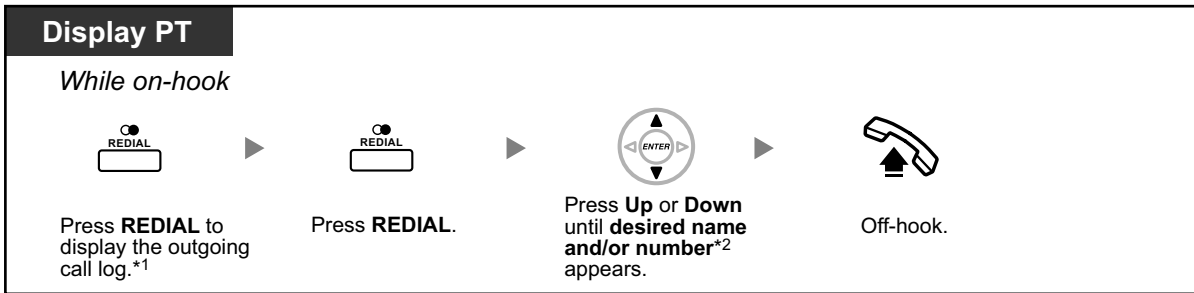 Display PT
While on-hook
REDIAL
REDIAL
ENTER
Press REDIAL to
display the outgoing
call log.*1
Press REDIAL.
Press Up or Down
until desired name
and/or number*2
appears.
Off-hook.